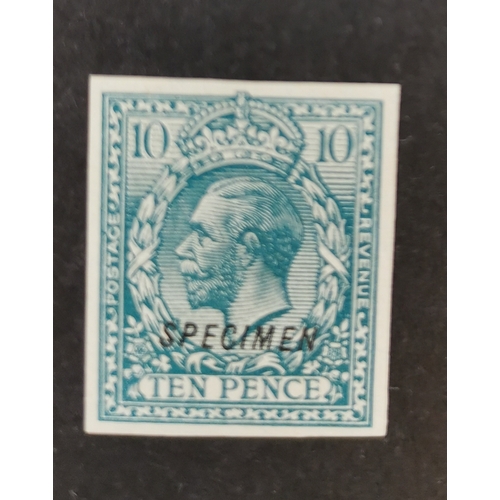 10 10
POSTAGE
REVENUE
SPECIMEN
TEN PENCE